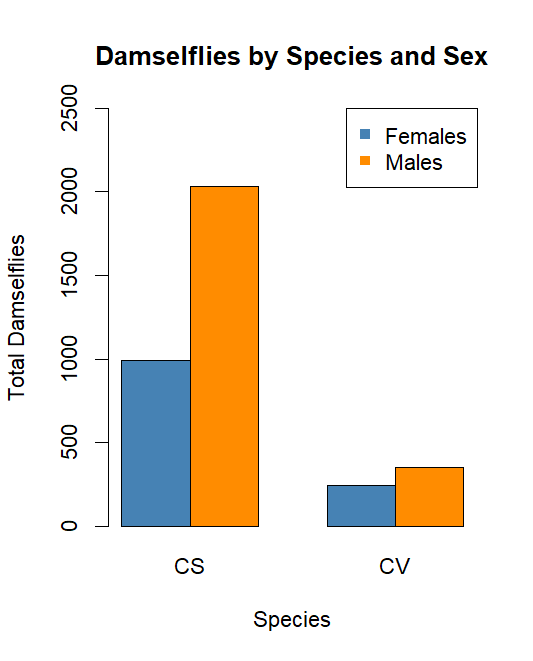 Damselflies by Species and Sex
Females
Males
Total Damselflies
2500
2000
1500
1000
500
0
CS CV
Species